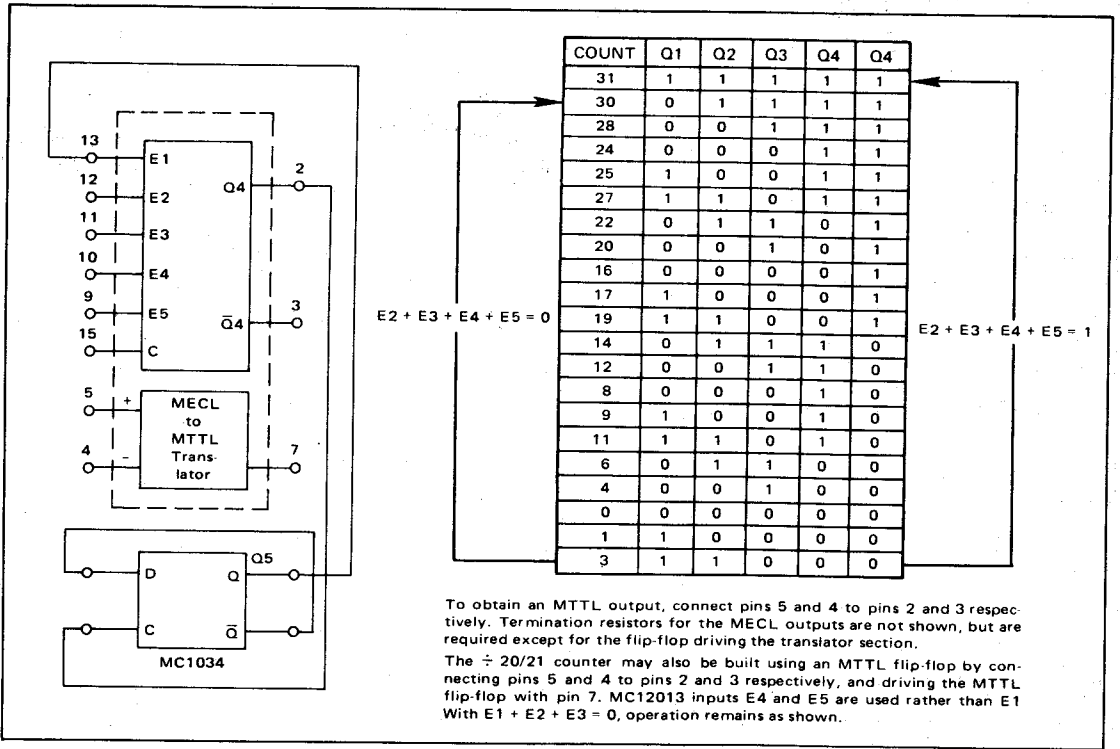 13
12
11
10
9
15
5
4
E1
E2
E3
E4
E5
C
Q4
Q̅4
2
3
+
−
MECL
to
MTTL
Trans-
lator
7
D
C
Q
Q̅
Q5
MC1034
COUNT Q1 Q2 Q3 Q4 Q4
31 1 1 1 1 1
30 0 1 1 1 1
28 0 0 1 1 1
24 0 0 0 1 1
25 1 0 0 1 1
27 1 1 0 1 1
22 0 1 1 0 1
20 0 0 1 0 1
16 0 0 0 0 1
17 1 0 0 0 1
19 1 1 0 0 1
14 0 1 1 1 0
12 0 0 1 1 0
8 0 0 0 1 0
9 1 0 0 1 0
11 1 1 0 1 0
6 0 1 1 0 0
4 0 0 1 0 0
0 0 0 0 0 0
1 1 0 0 0 0
3 1 1 0 0 0
E2 + E3 + E4 + E5 = 0
E2 + E3 + E4 + E5 = 1
To obtain an MTTL output, connect pins 5 and 4 to pins 2 and 3 respec-
tively. Termination resistors for the MECL outputs are not shown, but are
required except for the flip-flop driving the translator section.
The ÷ 20/21 counter may also be built using an MTTL flip-flop by con-
necting pins 5 and 4 to pins 2 and 3 respectively, and driving the MTTL
flip-flop with pin 7. MC12013 inputs E4 and E5 are used rather than E1
With E1 + E2 + E3 = 0, operation remains as shown.